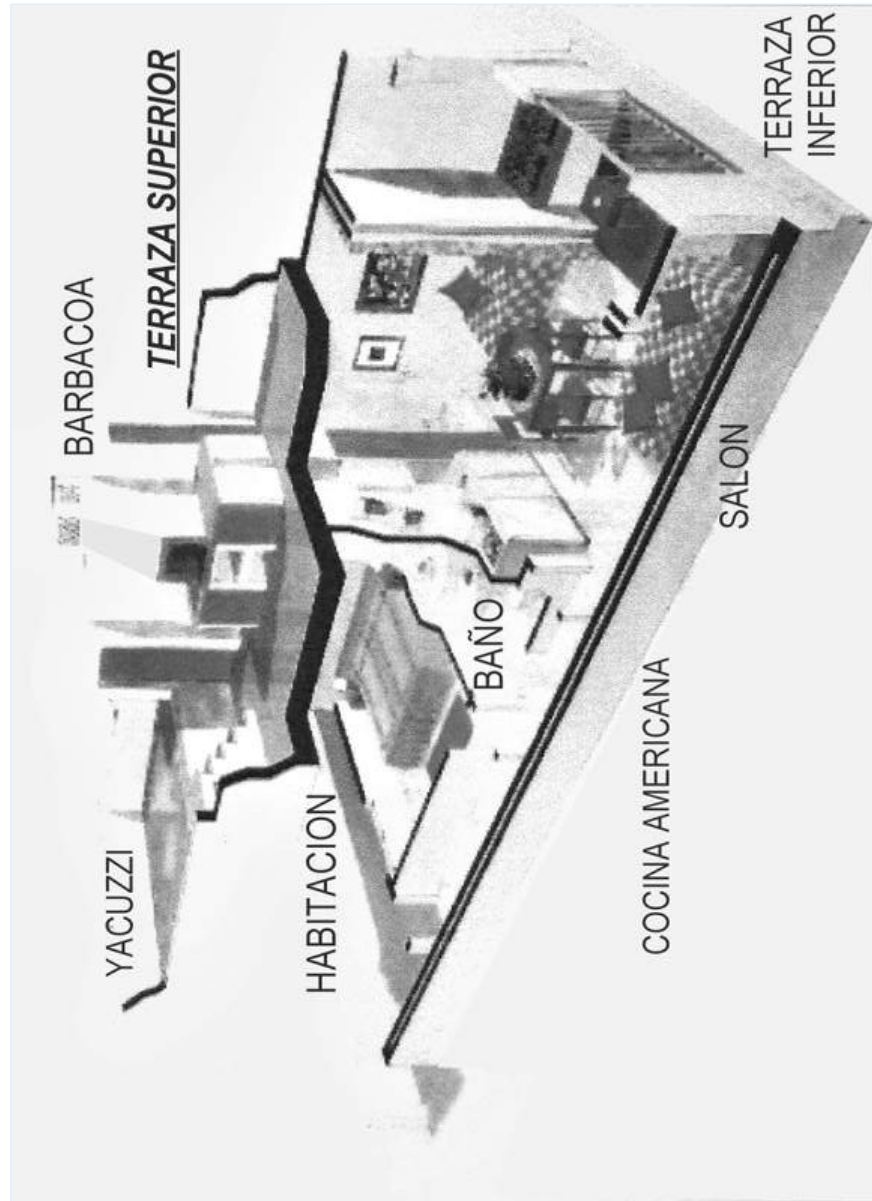 YACUZZI
BARBACOA
TERRAZA SUPERIOR
HABITACION
BAÑO
COCINA AMERICANA
SALON
TERRAZA
INFERIOR